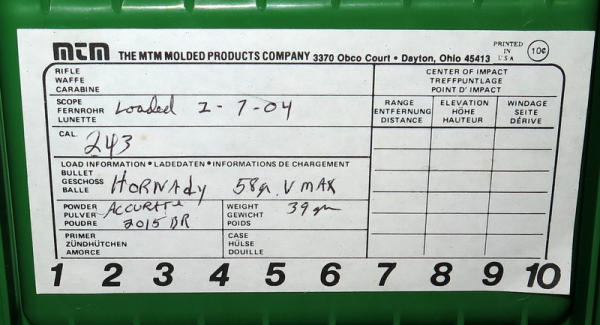 MTM THE MTM MOLDED PRODUCTS COMPANY 3370 Obco Court • Dayton, Ohio 45413 PRINTED IN U S A 10¢
RIFLE
WAFFE
CARABINE
CENTER OF IMPACT
TREFFPUNTLAGE
POINT D' IMPACT
SCOPE
FERNROHR
LUNETTE
Loaded 2-7-04
RANGE
ENTFERNUNG
DISTANCE
ELEVATION
HÖHE
HAUTEUR
WINDAGE
SEITE
DÉRIVE
CAL.
243
LOAD INFORMATION • LADEDATEN • INFORMATIONS DE CHARGEMENT
BULLET
GESCHOSS
BALLE
HORNADY 58gr. VMAX
POWDER
PULVER
POUDRE
ACCURATE
2015 BR
WEIGHT
GEWICHT
POIDS
39 gr
PRIMER
ZÜNDHÜTCHEN
AMORCE
CASE
HÜLSE
DOUILLE
1 2 3 4 5 6 7 8 9 10